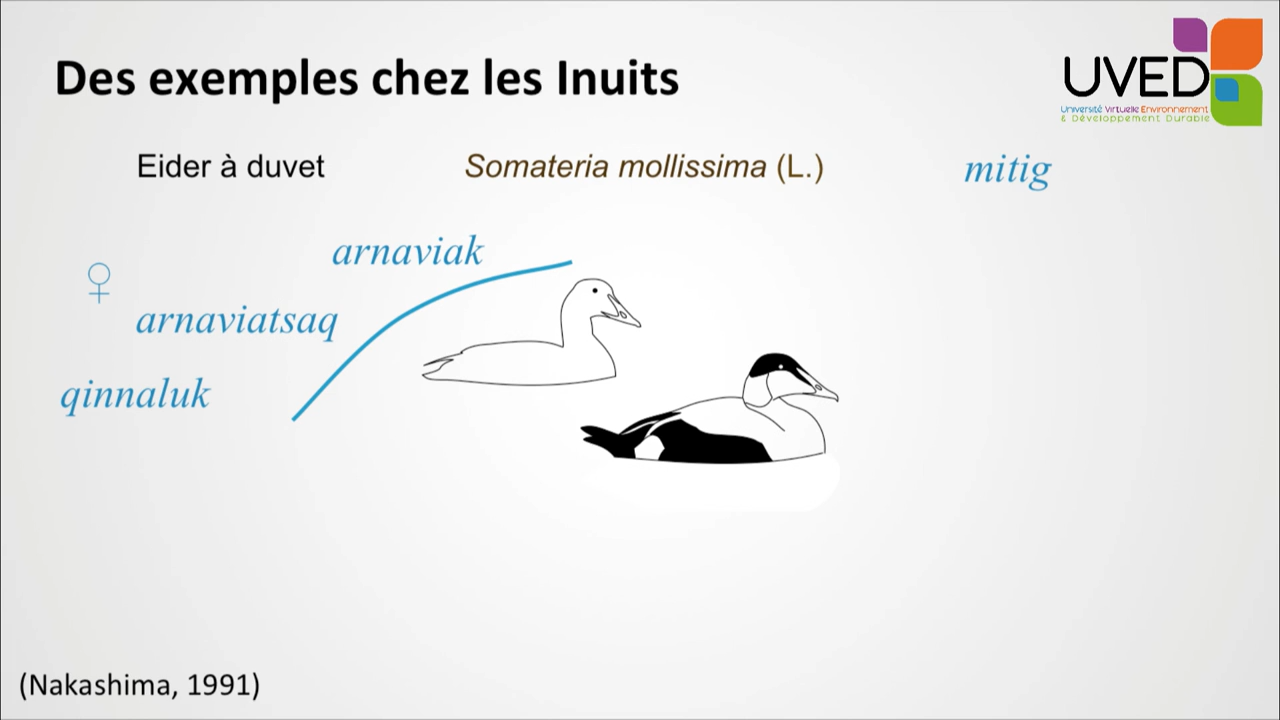 Des exemples chez les Inuits
UVED
Université Virtuelle Environnement
& Développement Durable
Eider à duvet Somateria mollissima (L.) mitig
arnaviak
♀
arnaviatsaq
qinnaluk
(Nakashima, 1991)